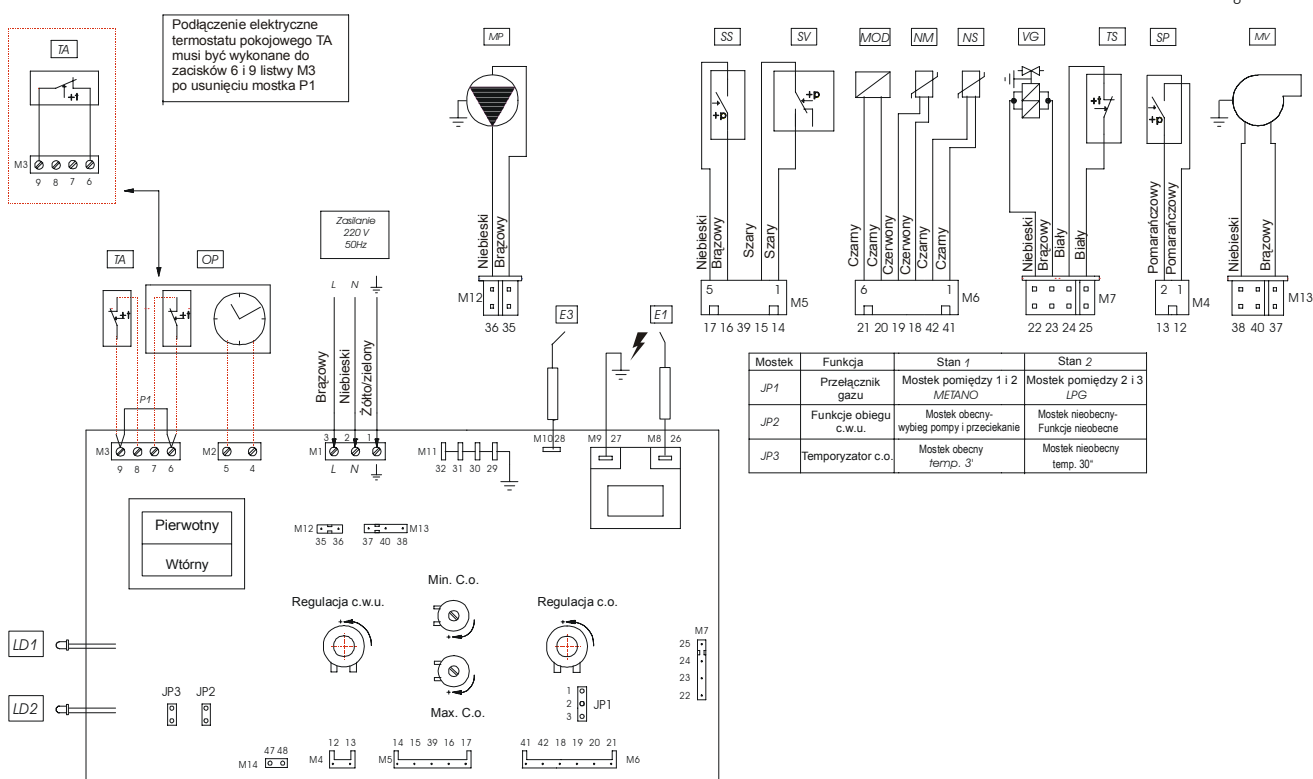 Podłączenie elektryczne
termostatu pokojowego TA
musi być wykonane do
zacisków 6 i 9 listwy M3
po usunięciu mostka P1
TA
+t
M3
9 8 7 6
MP
SS
SV
MOD
NM
NS
VG
TS
SP
MV
+p
+p
+t
+p
Zasilanie
220 V
50Hz
TA
OP
+t
+t
L N
P1
Brązowy
Niebieski
Żółto/zielony
Niebieski
Brązowy
M12
36 35
Niebieski
Brązowy
Szary
Szary
5 1
M5
17 16 39 15 14
Czarny
Czarny
Czerwony
Czerwony
Czarny
Czarny
6 1
M6
21 20 19 18 42 41
Niebieski
Brązowy
Biały
Biały
M7
22 23 24 25
Pomarańczowy
Pomarańczowy
2 1
M4
13 12
Niebieski
Brązowy
M13
38 40 37
E3
E1
Mostek Funkcja Stan 1 Stan 2
JP1 Przełącznik gazu Mostek pomiędzy 1 i 2 METANO Mostek pomiędzy 2 i 3 LPG
JP2 Funkcje obiegu c.w.u. Mostek obecny- wybieg pompy i przeciekanie Mostek nieobecny- Funkcje nieobecne
JP3 Temporyzator c.o. Mostek obecny temp. 3' Mostek nieobecny temp. 30"
M3
9 8 7 6
M2
5 4
M1
3 2 1
L N
M11
32 31 30 29
M10 28
M9 27
M8 26
Pierwotny
Wtórny
M12
35 36
M13
37 40 38
Min. C.o.
Regulacja c.w.u.
Regulacja c.o.
Max. C.o.
M7
25
24
23
22
LD1
LD2
JP3 JP2
1
2
3
JP1
47 48
M14
12 13
M4
14 15 39 16 17
M5
41 42 18 19 20 21
M6